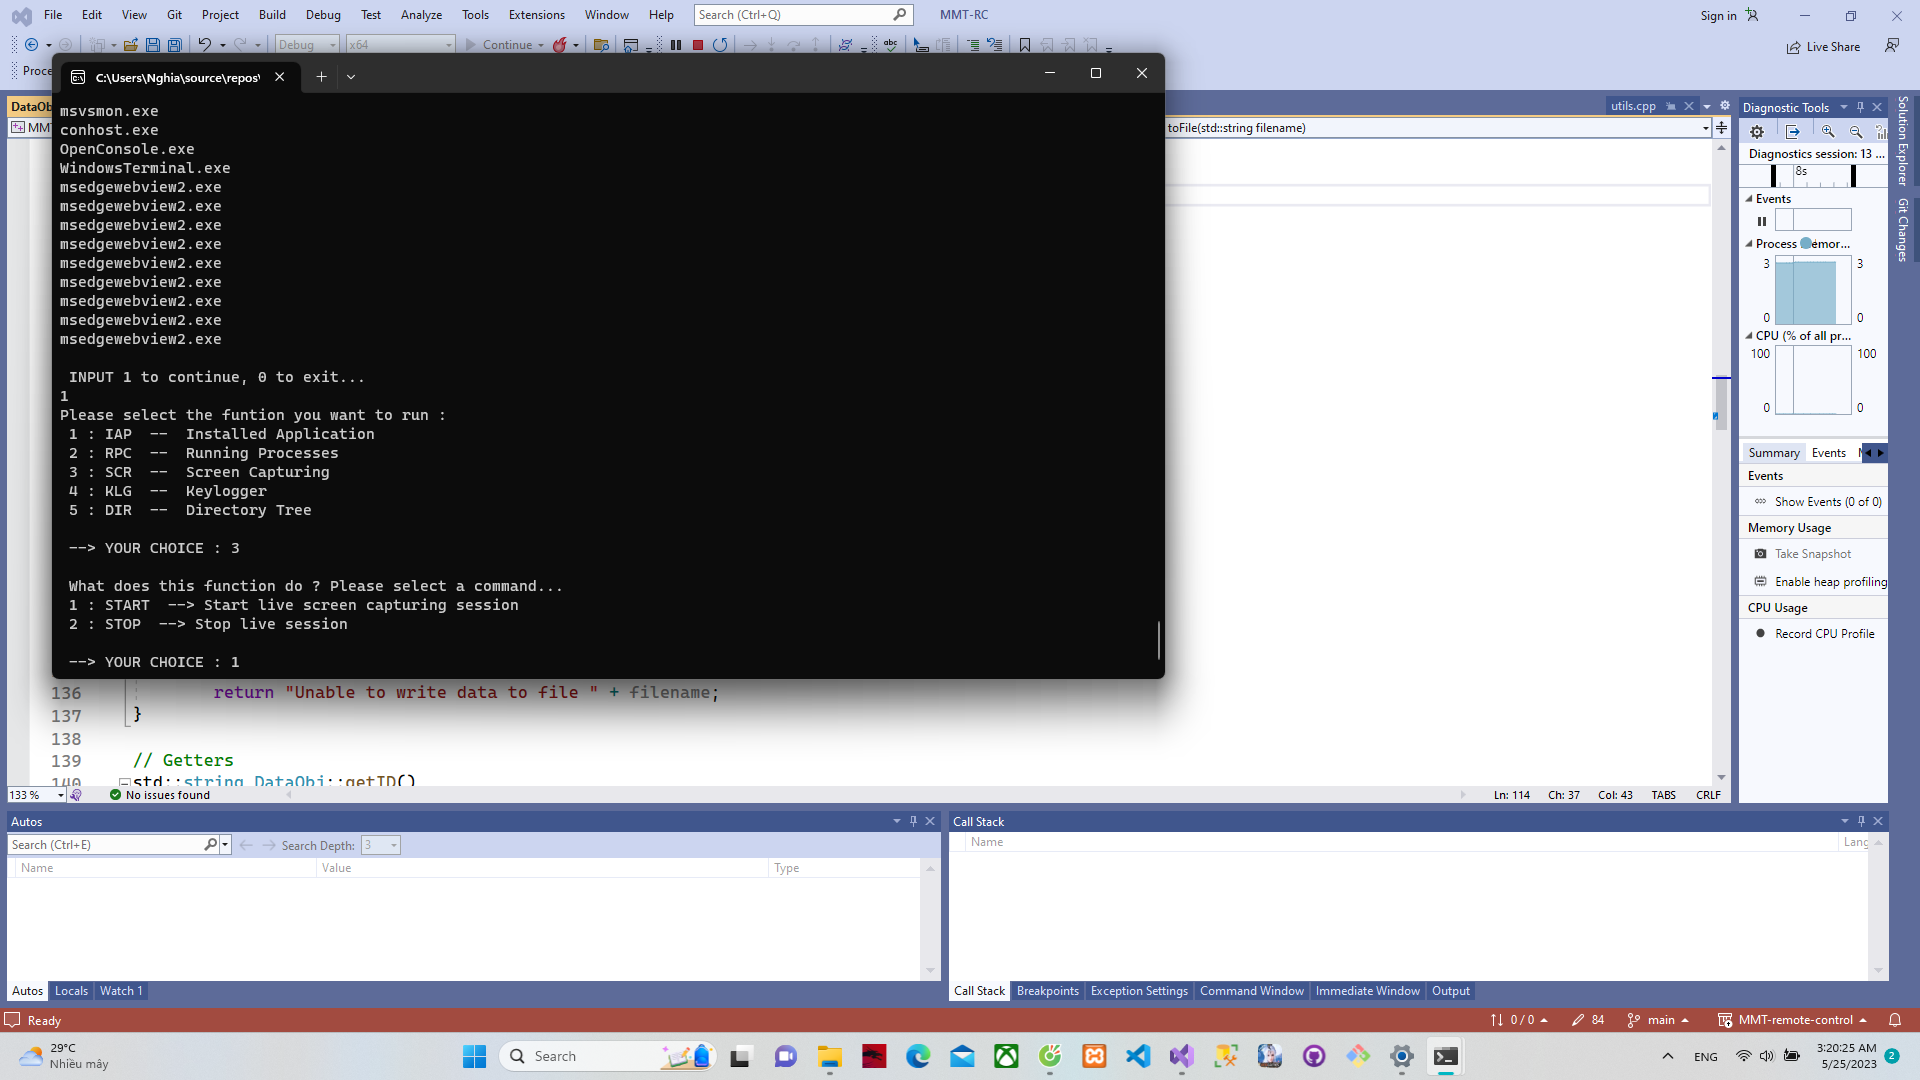 File Edit View Git Project Build Debug Test Analyze Tools Extensions Window Help Search (Ctrl+Q) MMT-RC Sign in
Debug x64 Continue Live Share
Proce
C:\Users\Nghia\source\repos\
DataOb utils.cpp Diagnostic Tools
MMT toFile(std::string filename)
msvsmon.exe
conhost.exe
OpenConsole.exe
WindowsTerminal.exe
msedgewebview2.exe
msedgewebview2.exe
msedgewebview2.exe
msedgewebview2.exe
msedgewebview2.exe
msedgewebview2.exe
msedgewebview2.exe
msedgewebview2.exe
msedgewebview2.exe
INPUT 1 to continue, 0 to exit...
1
Please select the funtion you want to run :
1 : IAP -- Installed Application
2 : RPC -- Running Processes
3 : SCR -- Screen Capturing
4 : KLG -- Keylogger
5 : DIR -- Directory Tree
--> YOUR CHOICE : 3
What does this function do ? Please select a command...
1 : START --> Start live screen capturing session
2 : STOP --> Stop live session
--> YOUR CHOICE : 1
136 return "Unable to write data to file " + filename;
137 }
138
139 // Getters
140 std::string DataObj::getID()
133 % No issues found Ln: 114 Ch: 37 Col: 43 TABS CRLF
Diagnostics session: 13 ...
8s
Events
Process Memor...
3 3
0 0
CPU (% of all pr...
100 100
0 0
Summary Events
Events
Show Events (0 of 0)
Memory Usage
Take Snapshot
Enable heap profiling
CPU Usage
Record CPU Profile
Solution Explorer
Git Changes
Autos
Search (Ctrl+E) Search Depth: 3
Name Value Type
Autos Locals Watch 1
Call Stack
Name Lang
Call Stack Breakpoints Exception Settings Command Window Immediate Window Output
Ready 0 / 0 84 main MMT-remote-control
29°C
Nhiều mây
Search
ENG
3:20:25 AM
5/25/2023
2